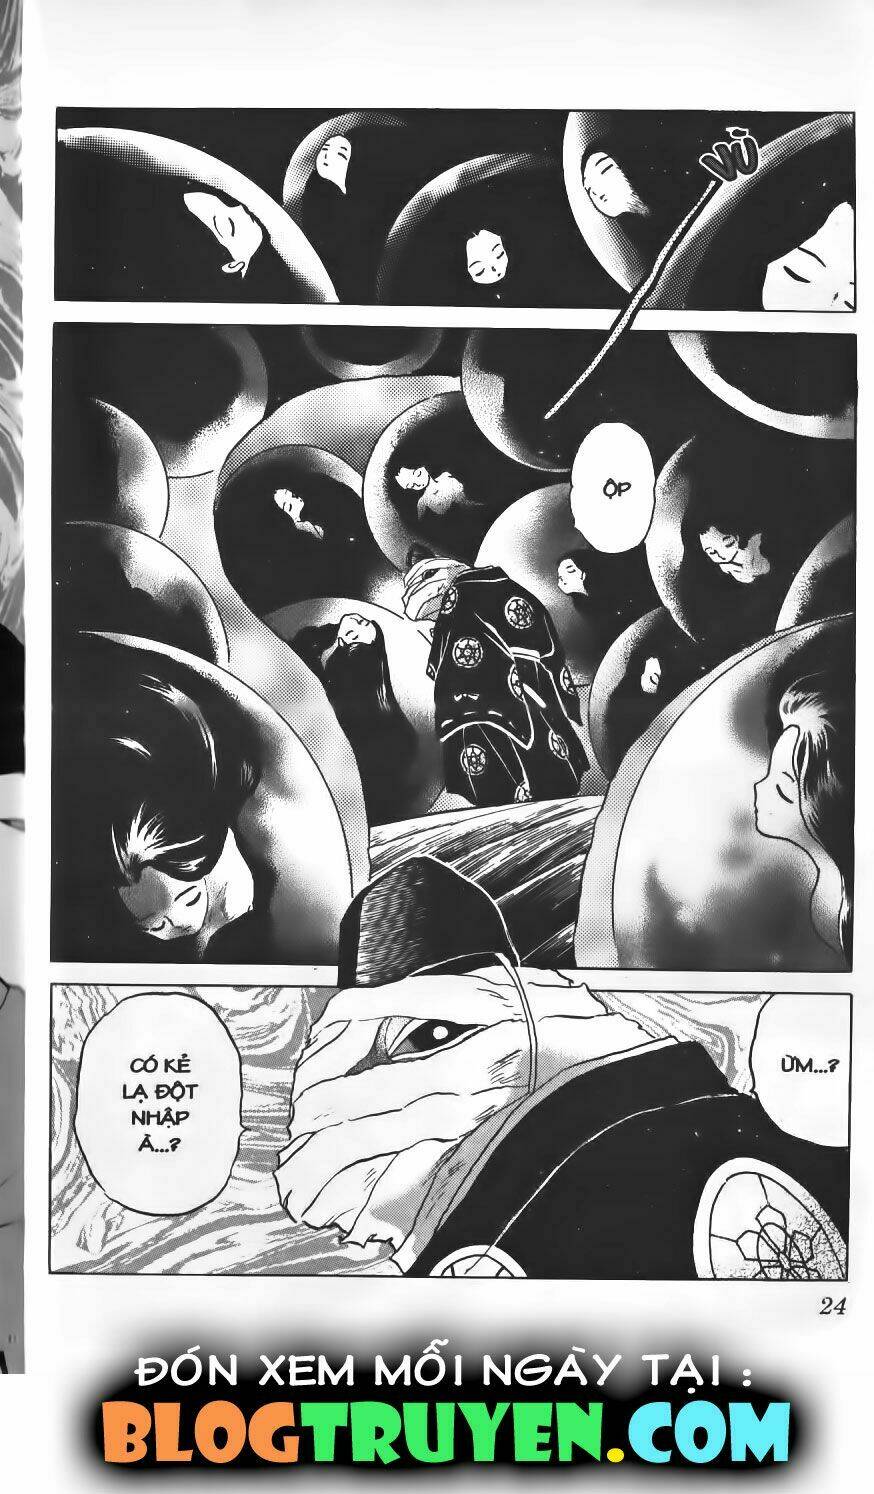 VÙ
ỘP
ỪM...?
CÓ KẺ
LẠ ĐỘT
NHẬP
À...?
24
ĐÓN XEM MỖI NGÀY TẠI :
BLOGTRUYEN.COM